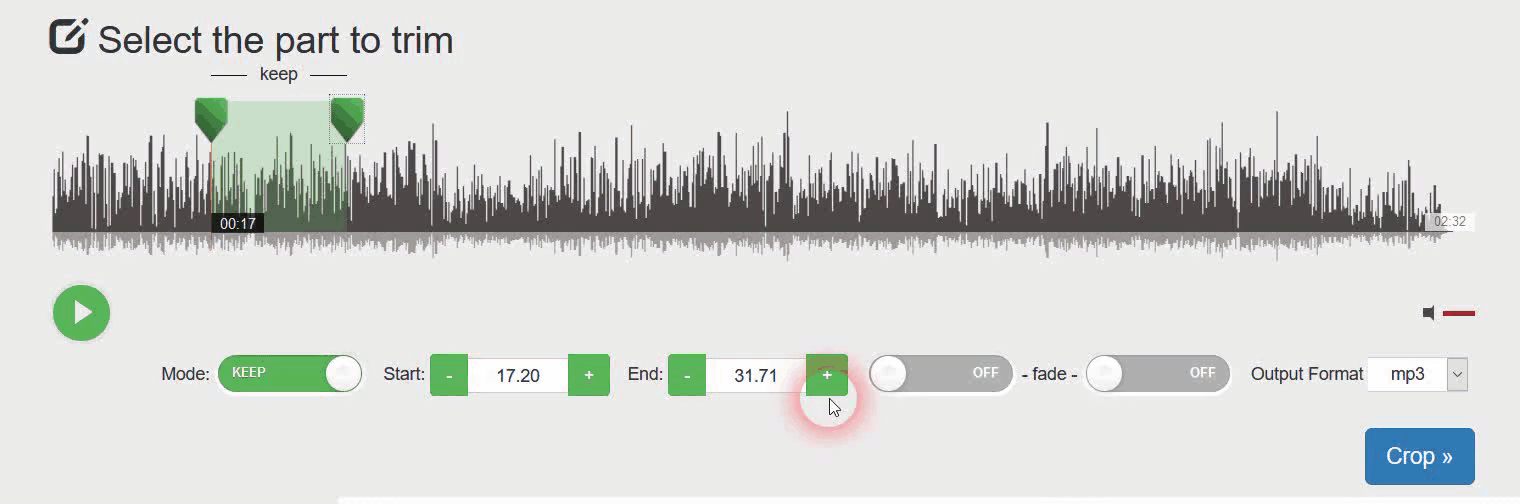 Select the part to trim
keep
00:17
02:32
Mode: KEEP Start: - 17.20 + End: - 31.71 + OFF - fade - OFF Output Format mp3
Crop »